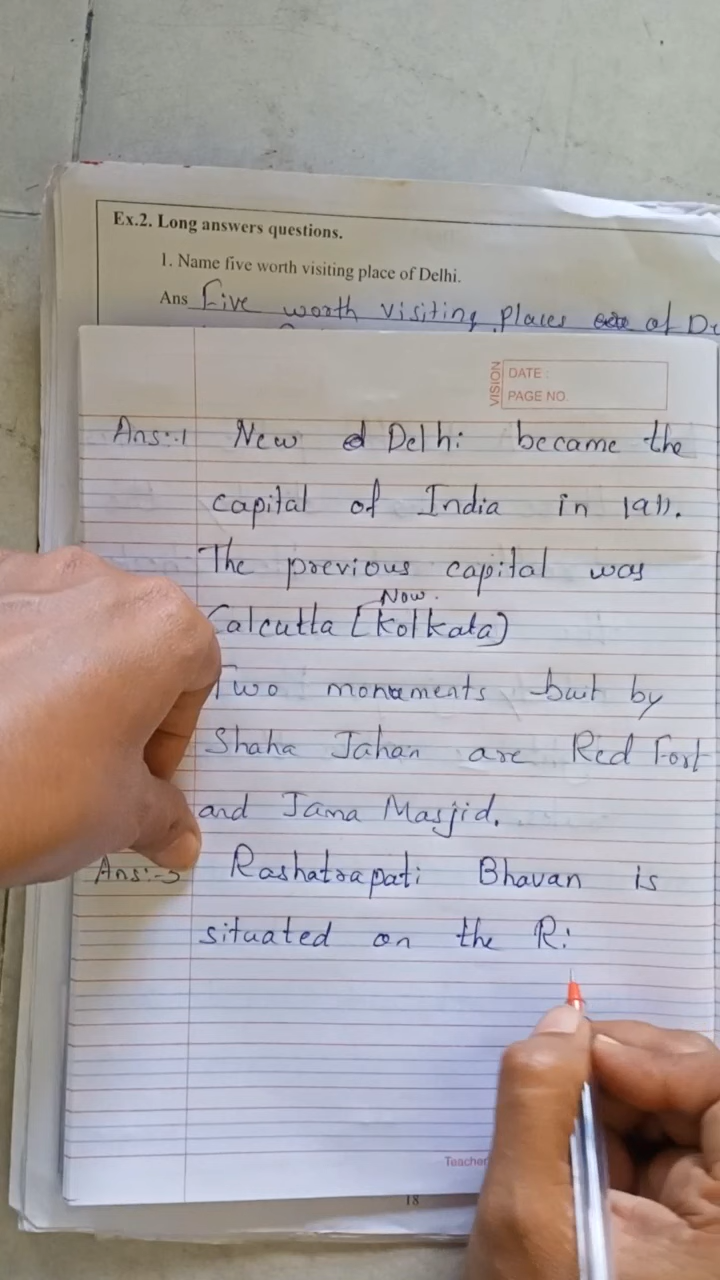 Ex.2. Long answers questions.
1. Name five worth visiting place of Delhi.
Ans Five worth visiting places of De
VISION
DATE :
PAGE NO.
Ans:-1 New Delhi became the
capital of India in 1911.
The previous capital was
Now.
Calcutta [Kolkata)
Two monuments buit by
Shaha Jahan are Red Fort
and Jama Masjid.
Ans:-3 Rashatrapati Bhavan is
situated on the Ri
Teacher
18